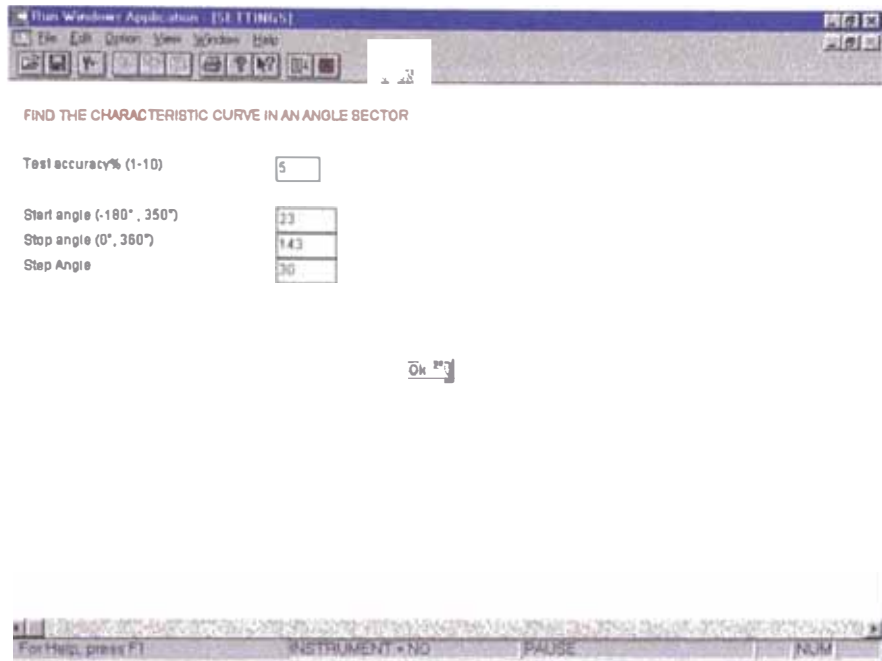 Run Windows Application - [SETTINGS]
File Edit Option View Window Help
FIND THE CHARACTERISTIC CURVE IN AN ANGLE SECTOR
Test accuracy% (1-10) 5
Start angle (-180°, 350°) 23
Stop angle (0°, 360°) 143
Step Angle 30
Ok
For Help, press F1 INSTRUMENT = NO PAUSE NUM